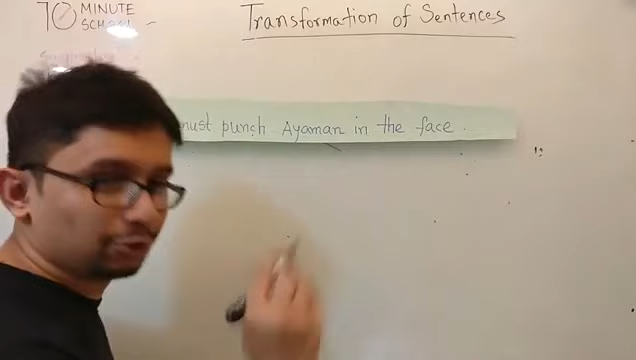 10 MINUTE
SCHOOL
Transformation of Sentences
must punch Ayaman in the face.